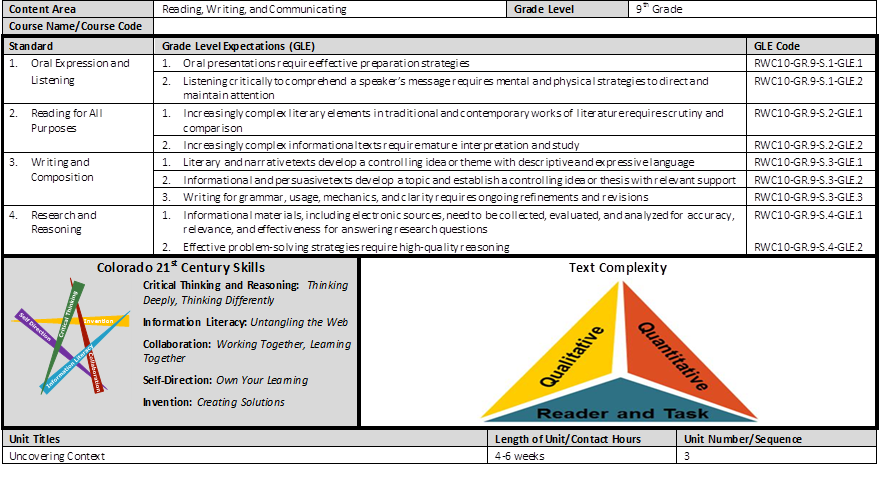 Content Area Reading, Writing, and Communicating Grade Level 9th Grade
Course Name/Course Code
Standard Grade Level Expectations (GLE) GLE Code
1. Oral Expression and 1. Oral presentations require effective preparation strategies RWC10-GR.9-S.1-GLE.1
Listening 2. Listening critically to comprehend a speaker's message requires mental and physical strategies to direct and RWC10-GR.9-S.1-GLE.2
maintain attention
2. Reading for All 1. Increasingly complex literary elements in traditional and contemporary works of literature require scrutiny and RWC10-GR.9-S.2-GLE.1
Purposes comparison
2. Increasingly complex informational texts require mature interpretation and study RWC10-GR.9-S.2-GLE.2
3. Writing and 1. Literary and narrative texts develop a controlling idea or theme with descriptive and expressive language RWC10-GR.9-S.3-GLE.1
Composition 2. Informational and persuasive texts develop a topic and establish a controlling idea or thesis with relevant support RWC10-GR.9-S.3-GLE.2
3. Writing for grammar, usage, mechanics, and clarity requires ongoing refinements and revisions RWC10-GR.9-S.3-GLE.3
4. Research and 1. Informational materials, including electronic sources, need to be collected, evaluated, and analyzed for accuracy, RWC10-GR.9-S.4-GLE.1
Reasoning relevance, and effectiveness for answering research questions
2. Effective problem-solving strategies require high-quality reasoning RWC10-GR.9-S.4-GLE.2
Colorado 21st Century Skills
Critical Thinking and Reasoning: Thinking
Deeply, Thinking Differently
Information Literacy: Untangling the Web
Collaboration: Working Together, Learning
Together
Self-Direction: Own Your Learning
Invention: Creating Solutions
Critical Thinking
Self Direction
Invention
Information Literacy
Collaboration
Text Complexity
Qualitative
Quantitative
Reader and Task
Unit Titles Length of Unit/Contact Hours Unit Number/Sequence
Uncovering Context 4-6 weeks 3